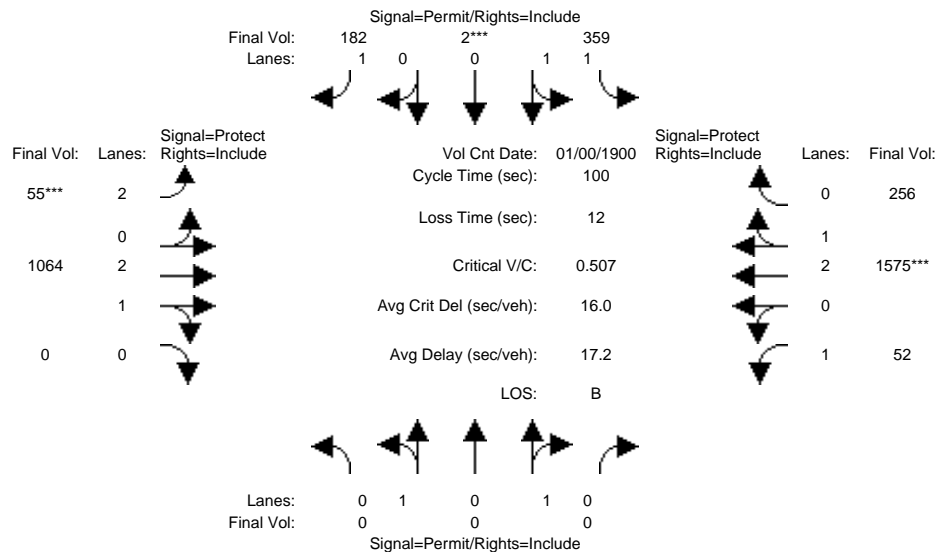 Signal=Permit/Rights=Include
Final Vol: 182 2*** 359
Lanes: 1 0 0 1 1
Signal=Protect
Final Vol: Lanes: Rights=Include
Vol Cnt Date: 01/00/1900
Signal=Protect
Rights=Include Lanes: Final Vol:
Cycle Time (sec): 100
55*** 2
0 256
Loss Time (sec): 12
0
1
1064 2
Critical V/C: 0.507
2 1575***
1
Avg Crit Del (sec/veh): 16.0
0
0 0
Avg Delay (sec/veh): 17.2
1 52
LOS: B
Lanes: 0 1 0 1 0
Final Vol: 0 0 0
Signal=Permit/Rights=Include